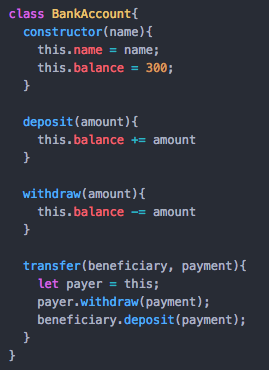 class BankAccount{
  constructor(name){
    this.name = name;
    this.balance = 300;
  }

  deposit(amount){
    this.balance += amount
  }

  withdraw(amount){
    this.balance -= amount
  }

  transfer(beneficiary, payment){
    let payer = this;
    payer.withdraw(payment);
    beneficiary.deposit(payment);
  }
}